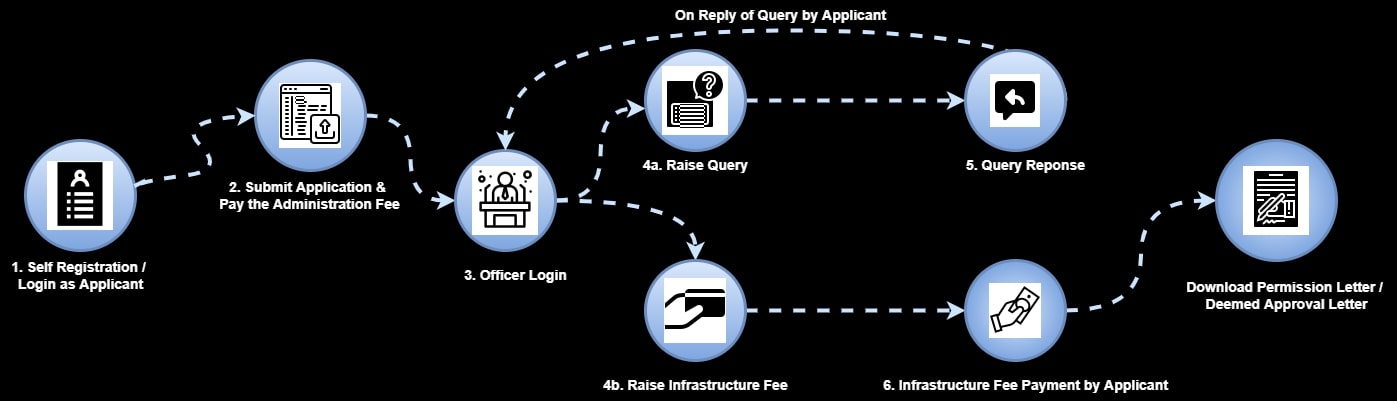 On Reply of Query by Applicant
4a. Raise Query
5. Query Reponse
2. Submit Application &
Pay the Administration Fee
1. Self Registration /
Login as Applicant
3. Officer Login
Download Permission Letter /
Deemed Approval Letter
4b. Raise Infrastructure Fee
6. Infrastructure Fee Payment by Applicant